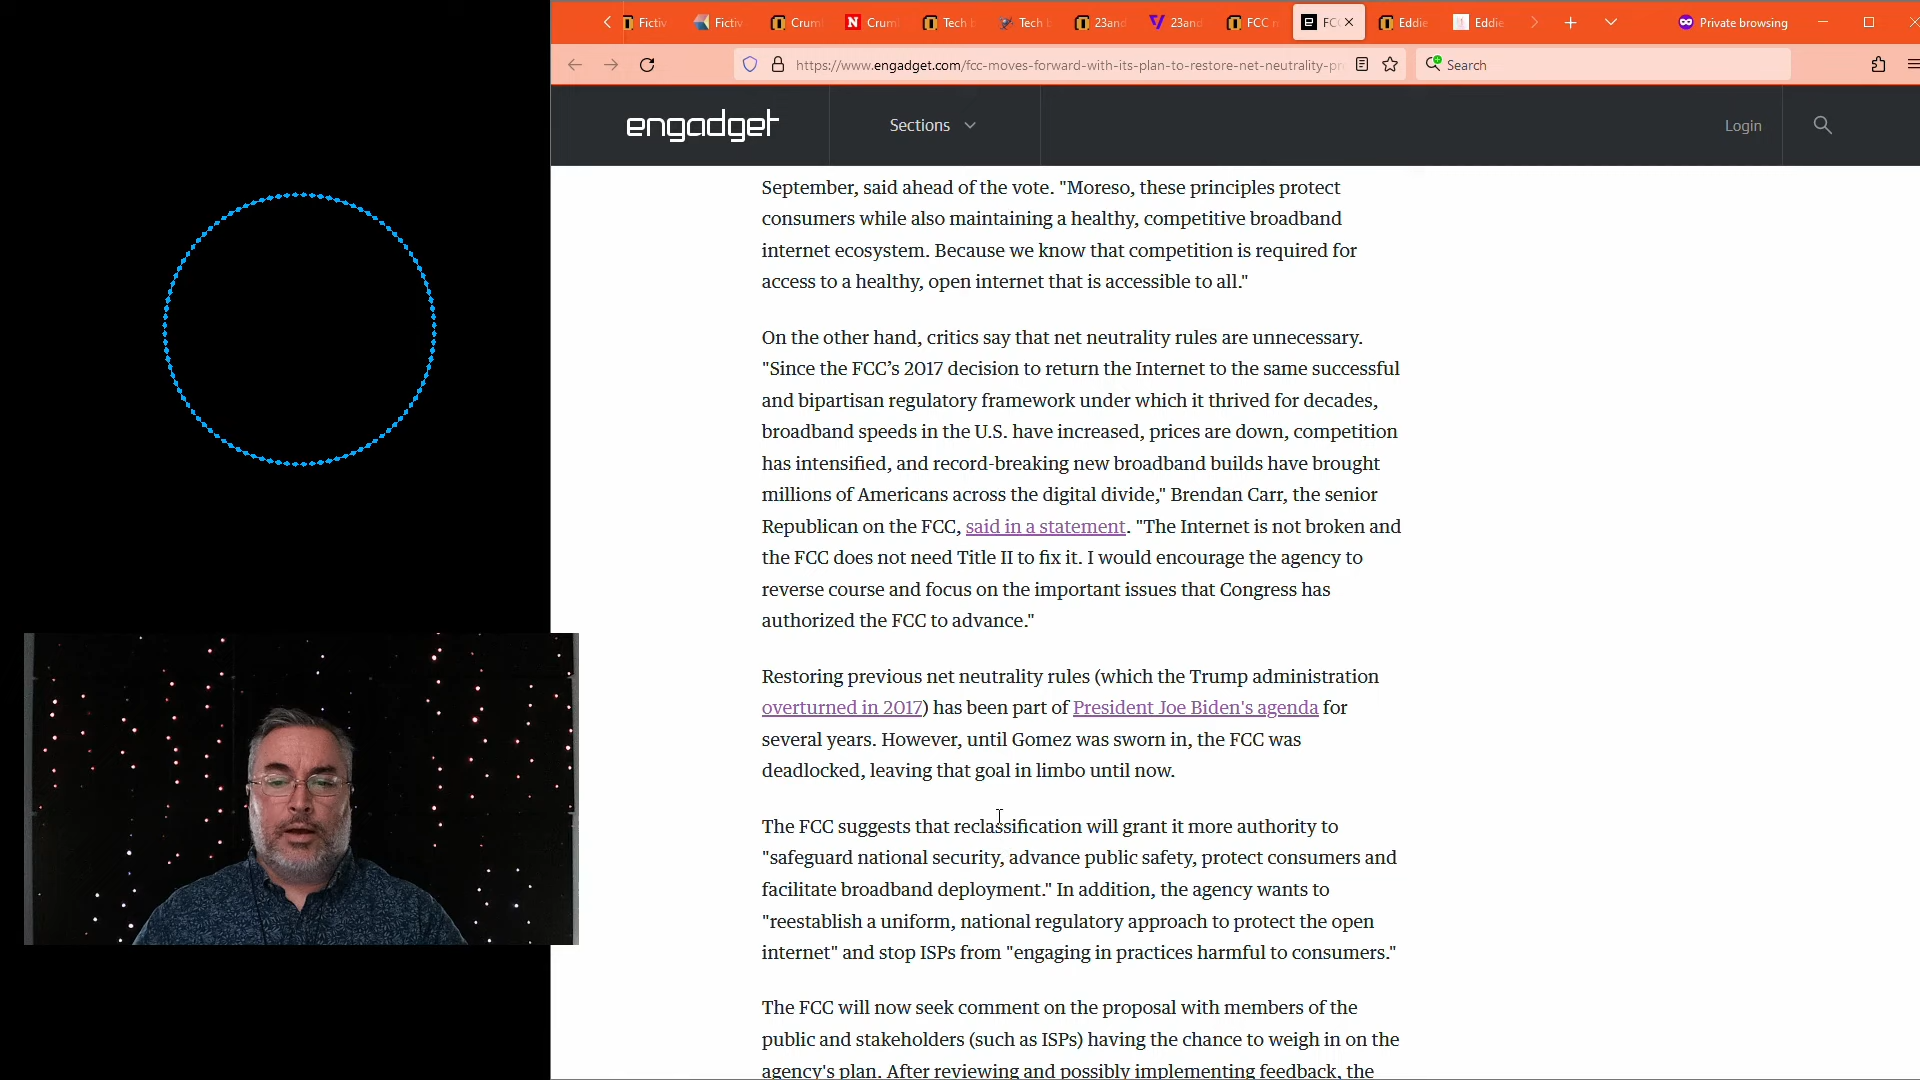 Fictiv
Fictiv
Crum
Crum
Tech b
Tech b
23and
23and
FCC
FC
Eddie
Eddie
Private browsing
https://www.engadget.com/fcc-moves-forward-with-its-plan-to-restore-net-neutrality-pr
Search
engadget
Sections
Login
September, said ahead of the vote. "Moreso, these principles protect
consumers while also maintaining a healthy, competitive broadband
internet ecosystem. Because we know that competition is required for
access to a healthy, open internet that is accessible to all."
On the other hand, critics say that net neutrality rules are unnecessary.
"Since the FCC’s 2017 decision to return the Internet to the same successful
and bipartisan regulatory framework under which it thrived for decades,
broadband speeds in the U.S. have increased, prices are down, competition
has intensified, and record-breaking new broadband builds have brought
millions of Americans across the digital divide," Brendan Carr, the senior
Republican on the FCC, said in a statement. "The Internet is not broken and
the FCC does not need Title II to fix it. I would encourage the agency to
reverse course and focus on the important issues that Congress has
authorized the FCC to advance."
Restoring previous net neutrality rules (which the Trump administration
overturned in 2017) has been part of President Joe Biden's agenda for
several years. However, until Gomez was sworn in, the FCC was
deadlocked, leaving that goal in limbo until now.
The FCC suggests that reclassification will grant it more authority to
"safeguard national security, advance public safety, protect consumers and
facilitate broadband deployment." In addition, the agency wants to
"reestablish a uniform, national regulatory approach to protect the open
internet" and stop ISPs from "engaging in practices harmful to consumers."
The FCC will now seek comment on the proposal with members of the
public and stakeholders (such as ISPs) having the chance to weigh in on the
agency's plan. After reviewing and possibly implementing feedback, the